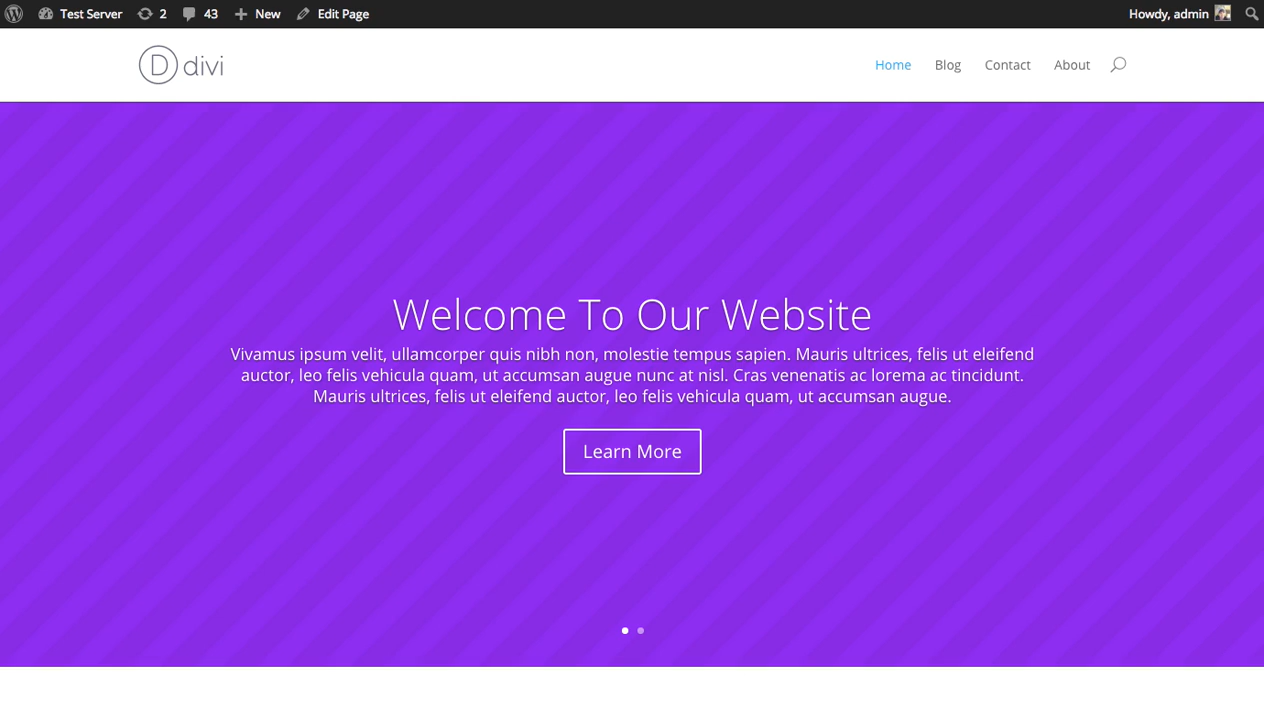 Test Server 2 43 New Edit Page Howdy, admin
D divi Home Blog Contact About
Welcome To Our Website
Vivamus ipsum velit, ullamcorper quis nibh non, molestie tempus sapien. Mauris ultrices, felis ut eleifend
auctor, leo felis vehicula quam, ut accumsan augue nunc at nisl. Cras venenatis ac lorema ac tincidunt.
Mauris ultrices, felis ut eleifend auctor, leo felis vehicula quam, ut accumsan augue.
Learn More